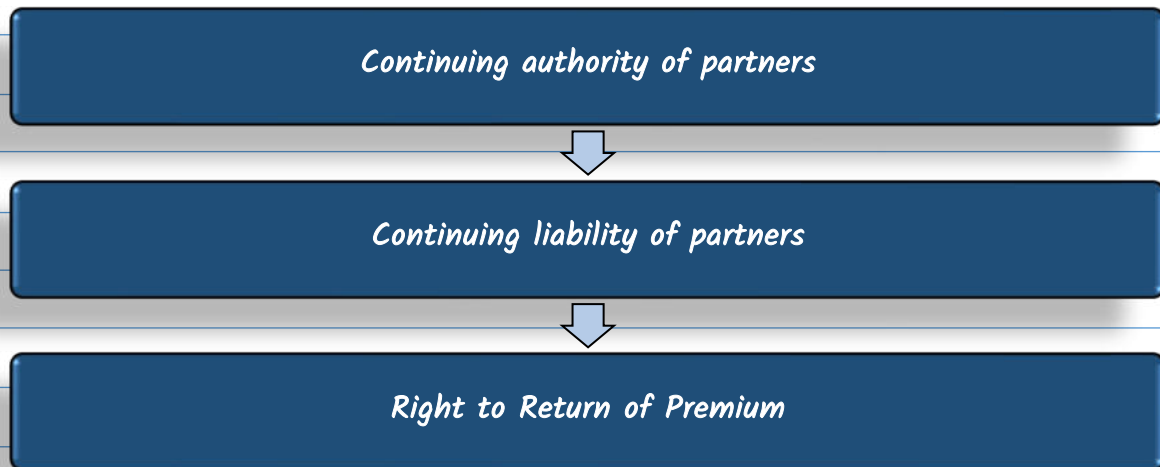 Continuing authority of partners
Continuing liability of partners
Right to Return of Premium